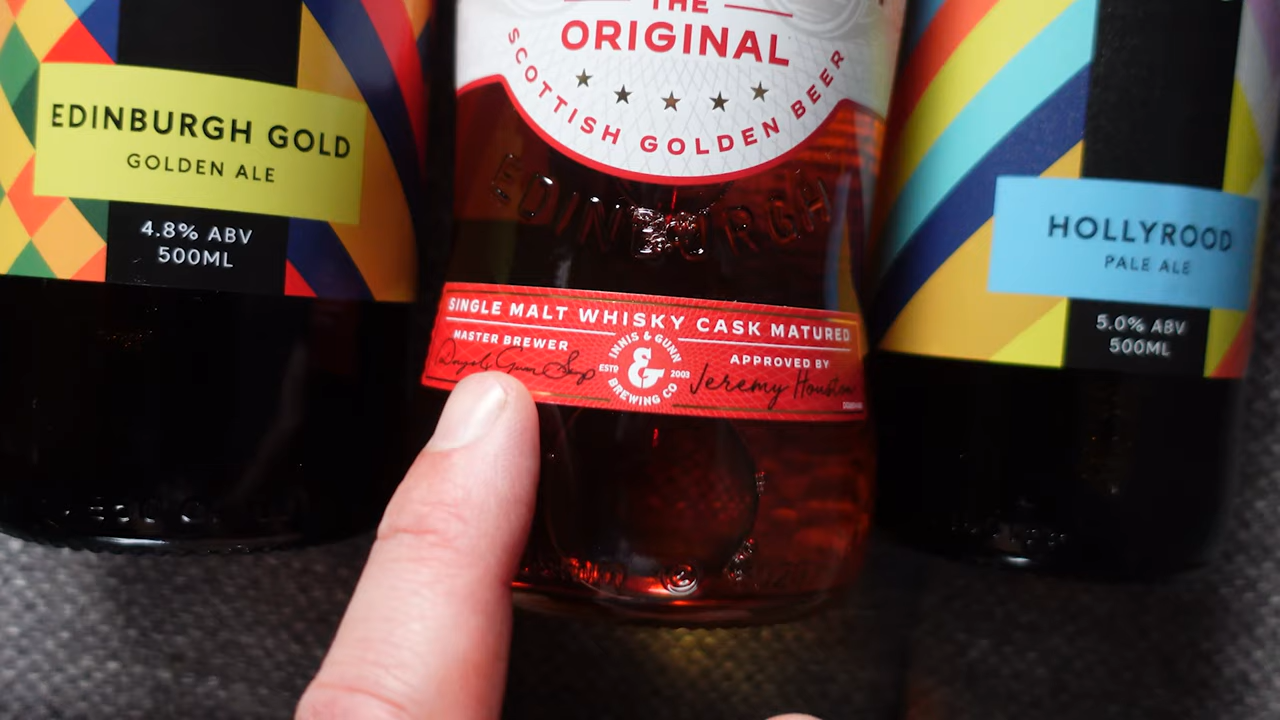 EDINBURGH GOLD
GOLDEN ALE
4.8% ABV
500ML
THE
ORIGINAL
SCOTTISH GOLDEN BEER
EDINBURGH
SINGLE MALT WHISKY CASK MATURED
MASTER BREWER
INNIS & GUNN
ESTD & 2003
BREWING CO
APPROVED BY
Jeremy Houston
HOLLYROOD
PALE ALE
5.0% ABV
500ML